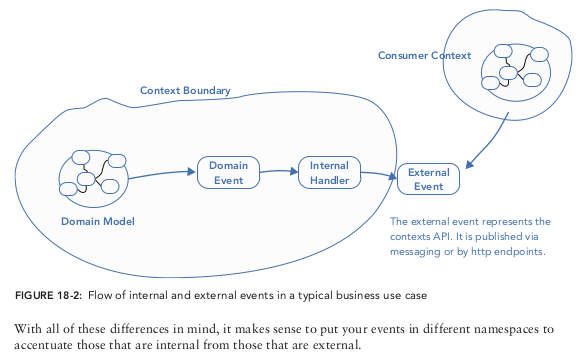 Consumer Context
Context Boundary
Domain
Event
Internal
Handler
External
Event
Domain Model
The external event represents the
contexts API. It is published via
messaging or by http endpoints.
FIGURE 18-2: Flow of internal and external events in a typical business use case
With all of these differences in mind, it makes sense to put your events in different namespaces to
accentuate those that are internal from those that are external.